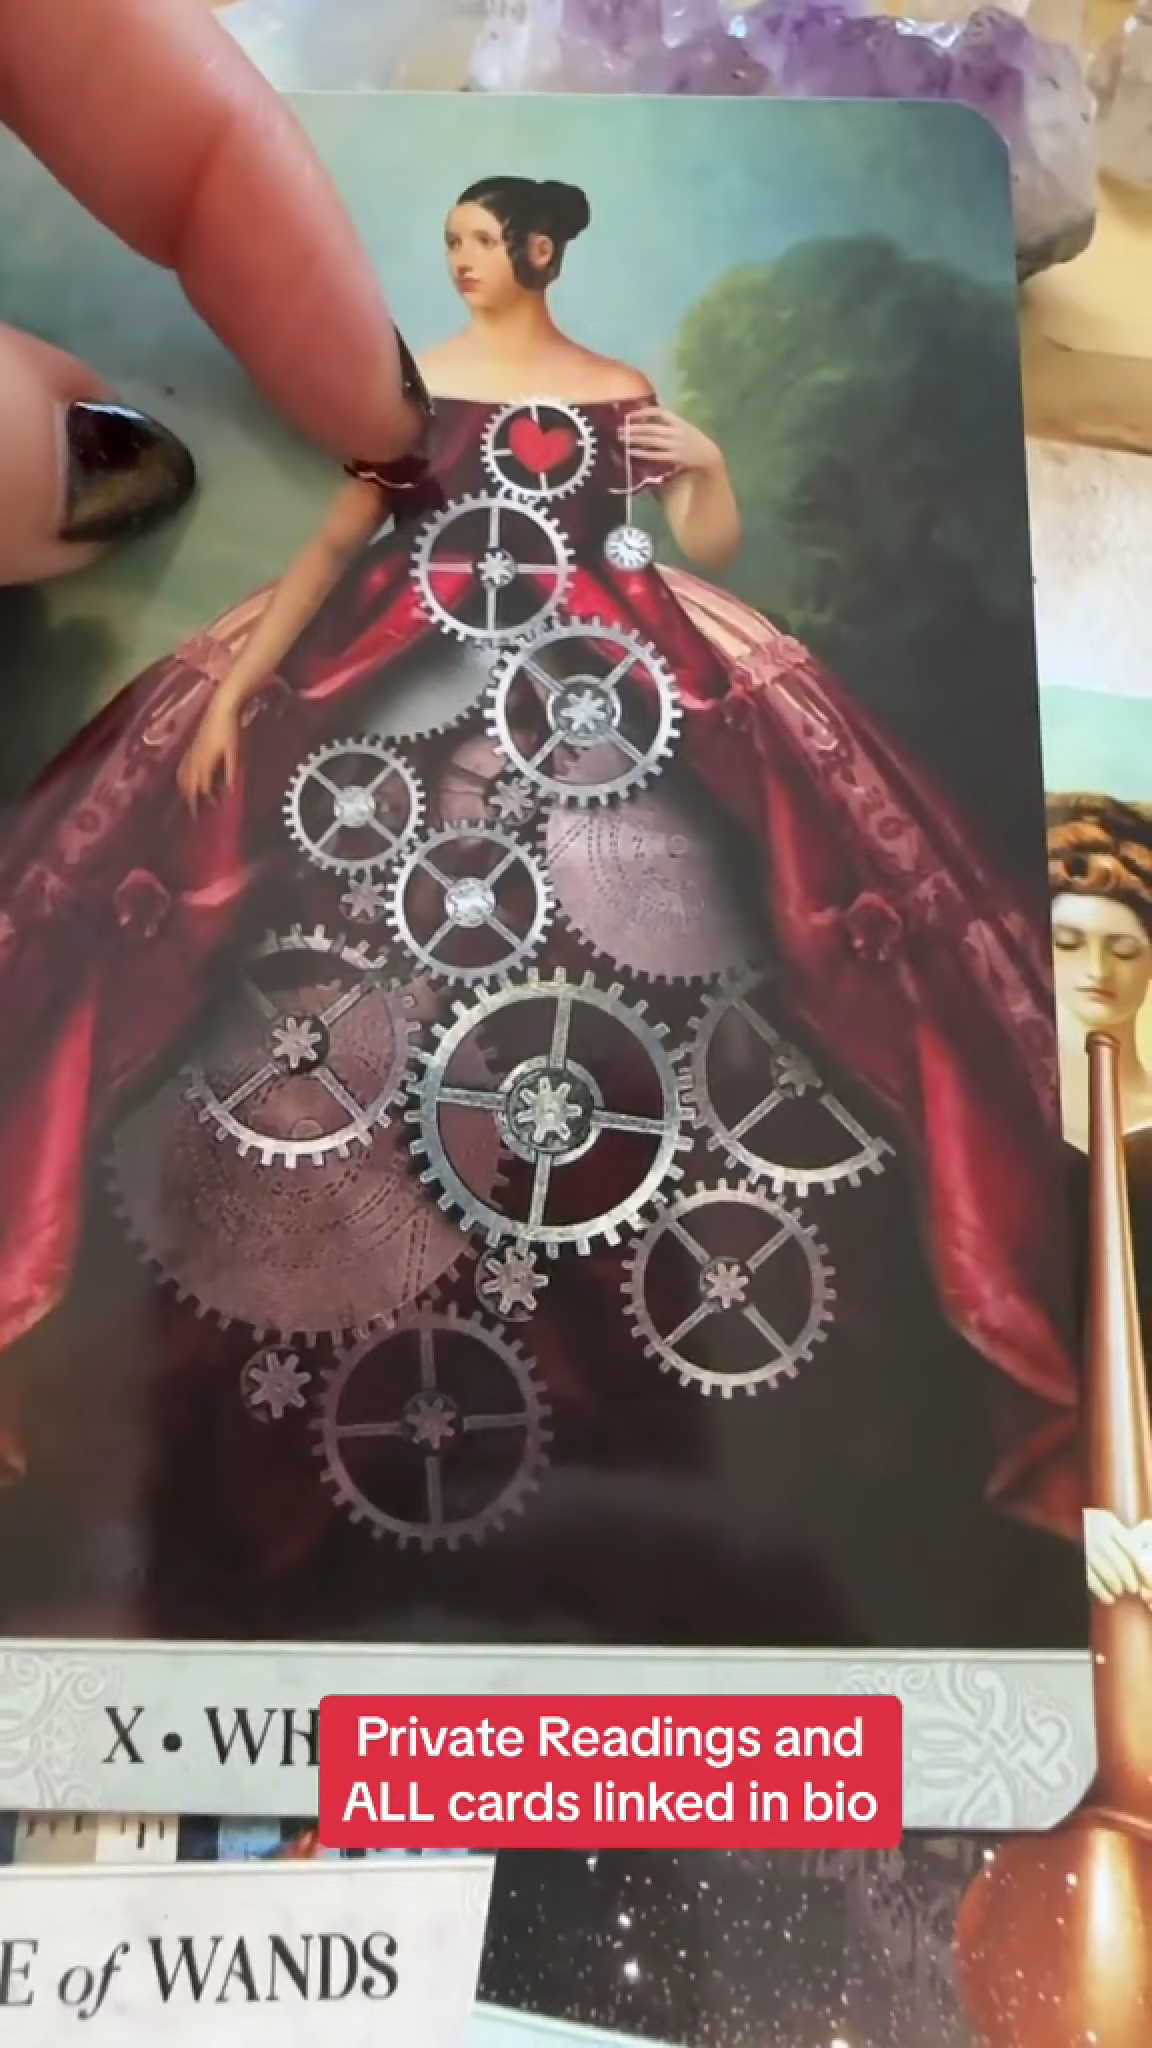 X • WH
Private Readings and
ALL cards linked in bio
E of WANDS